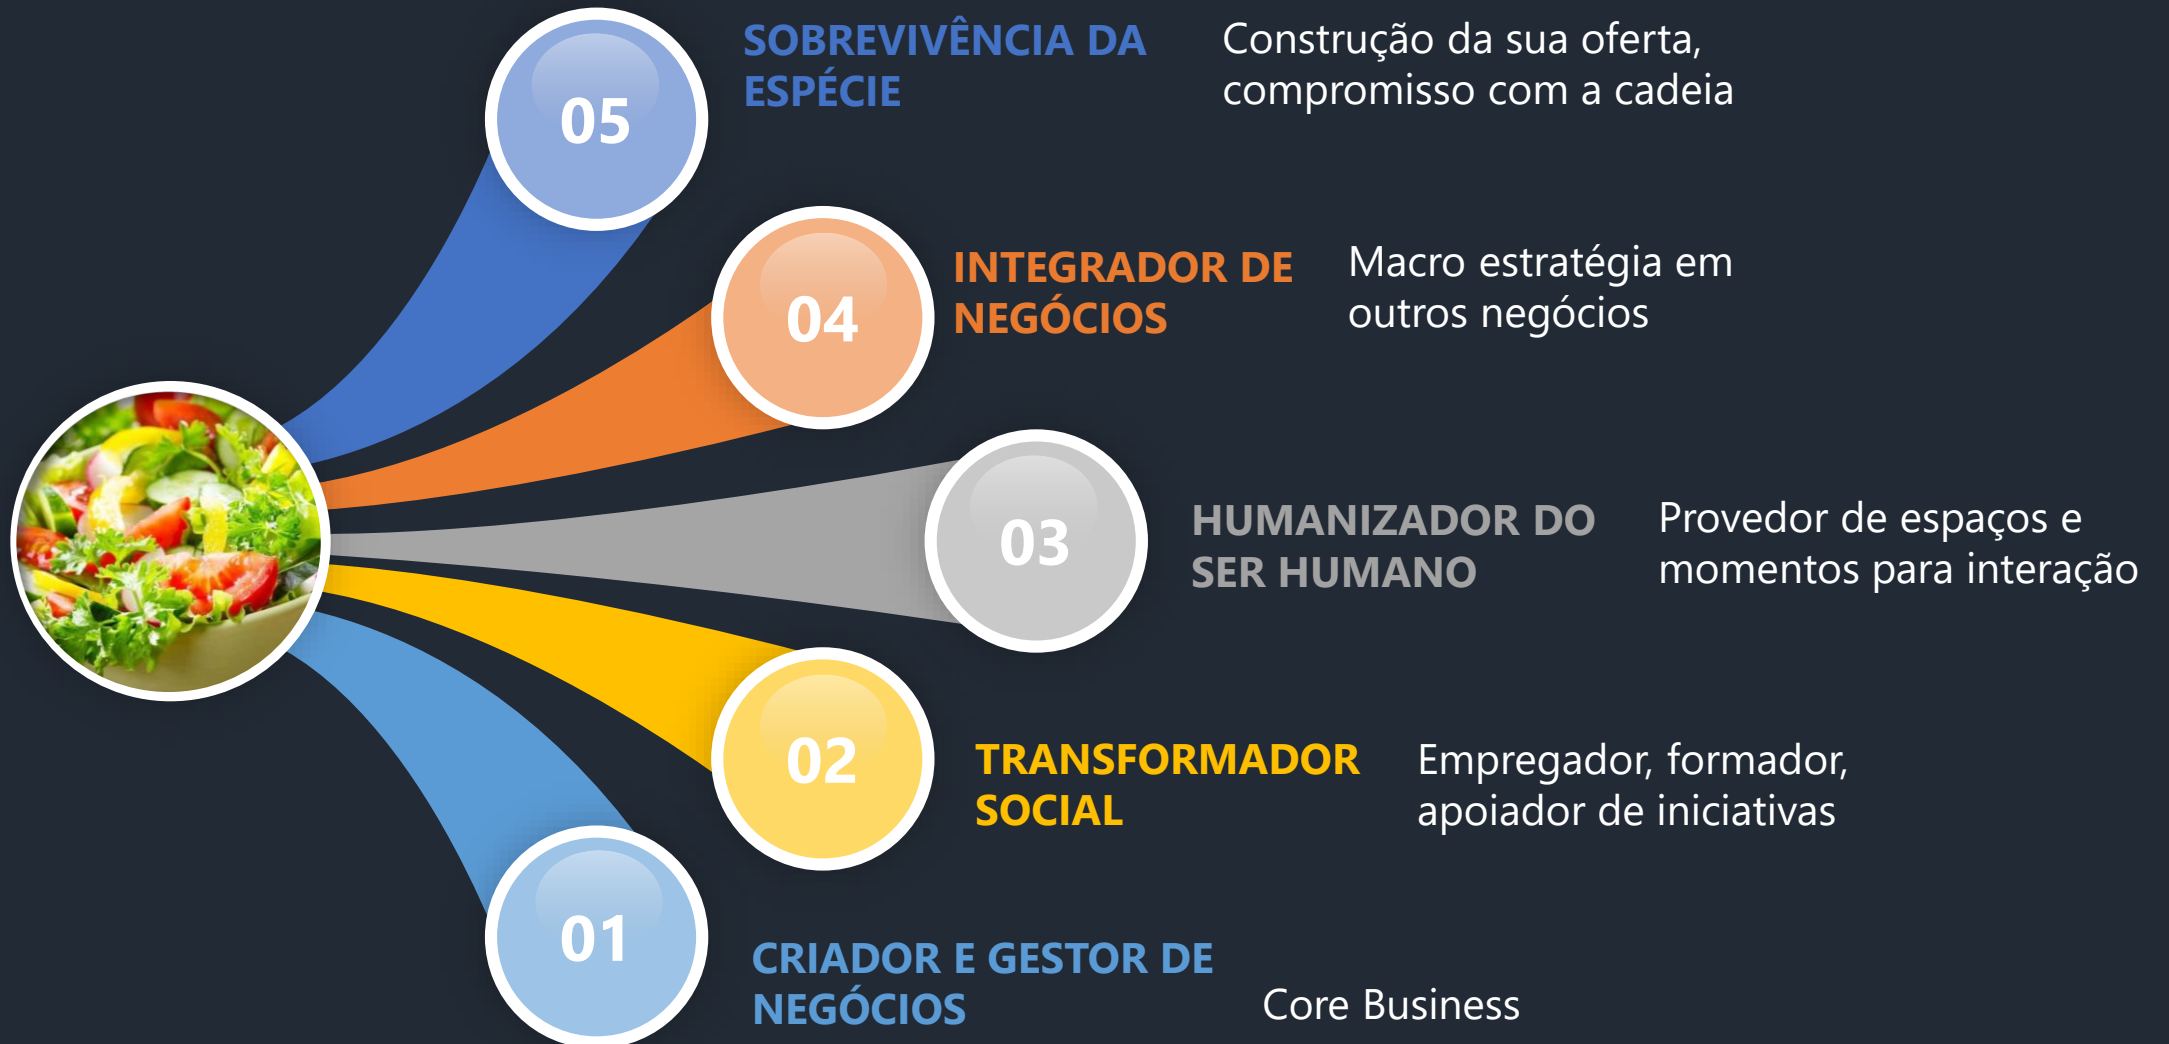 05
SOBREVIVÊNCIA DA
ESPÉCIE
Construção da sua oferta,
compromisso com a cadeia
04
INTEGRADOR DE
NEGÓCIOS
Macro estratégia em
outros negócios
03
HUMANIZADOR DO
SER HUMANO
Provedor de espaços e
momentos para interação
02
TRANSFORMADOR
SOCIAL
Empregador, formador,
apoiador de iniciativas
01
CRIADOR E GESTOR DE
NEGÓCIOS
Core Business